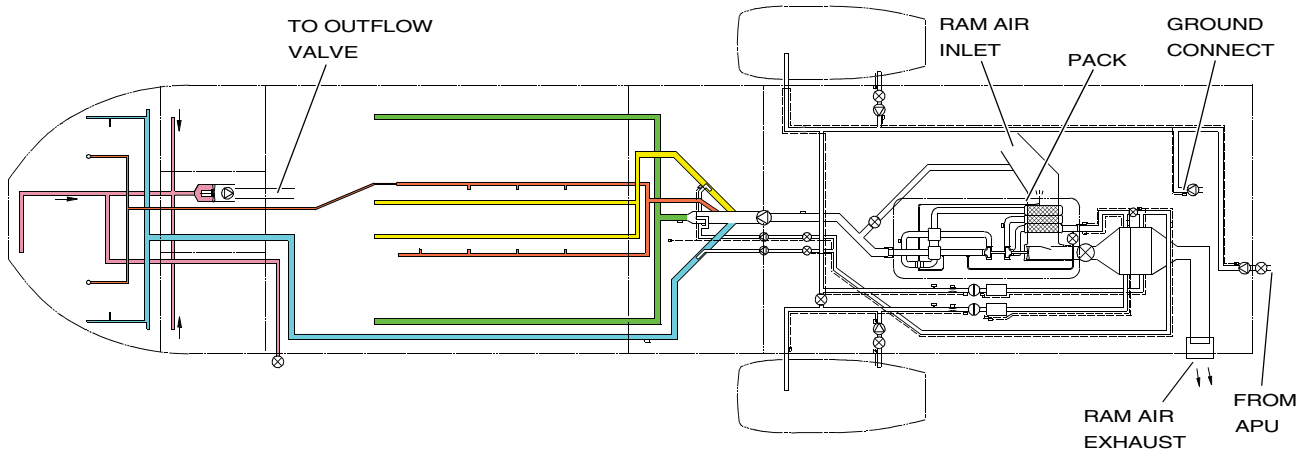 TO OUTFLOW
VALVE
RAM AIR
INLET
PACK
GROUND
CONNECT
RAM AIR
EXHAUST
FROM
APU